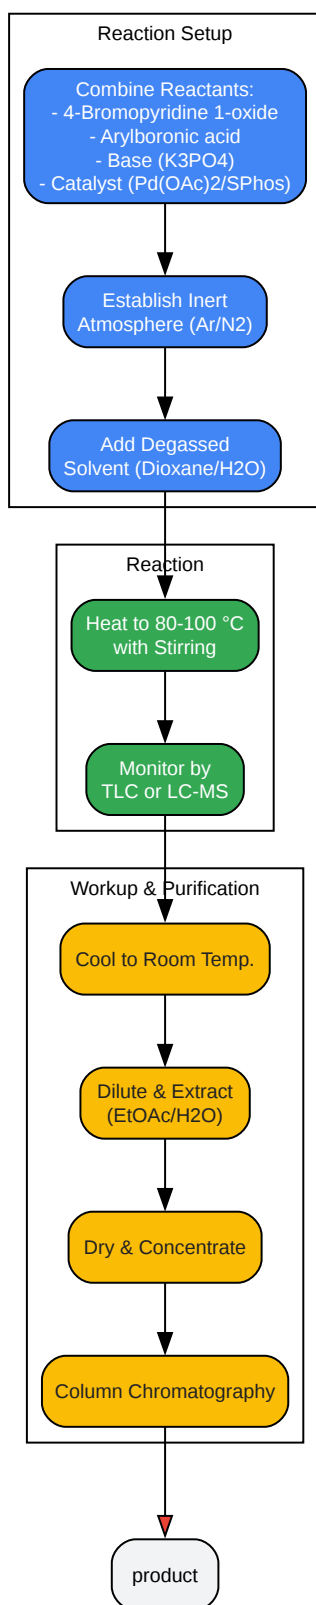 Reaction Setup
Combine Reactants:
- 4-Bromopyridine 1-oxide
- Arylboronic acid
- Base (K3PO4)
- Catalyst (Pd(OAc)2/SPhos)
Establish Inert
Atmosphere (Ar/N2)
Add Degassed
Solvent (Dioxane/H2O)
Reaction
Heat to 80-100 °C
with Stirring
Monitor by
TLC or LC-MS
Workup & Purification
Cool to Room Temp.
Dilute & Extract
(EtOAc/H2O)
Dry & Concentrate
Column Chromatography
product